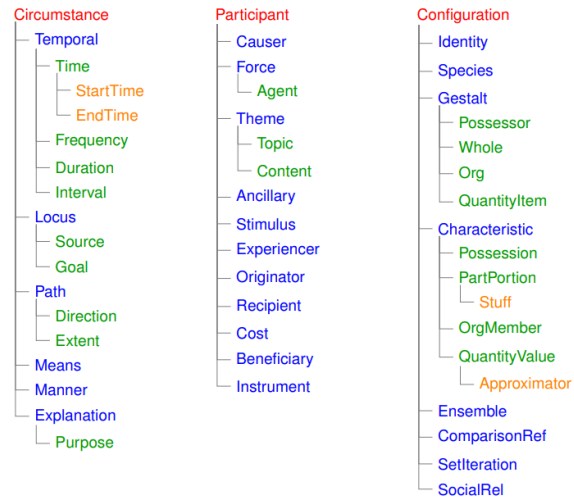 Circumstance
Temporal
Time
StartTime
EndTime
Frequency
Duration
Interval
Locus
Source
Goal
Path
Direction
Extent
Means
Manner
Explanation
Purpose
Participant
Causer
Force
Agent
Theme
Topic
Content
Ancillary
Stimulus
Experiencer
Originator
Recipient
Cost
Beneficiary
Instrument
Configuration
Identity
Species
Gestalt
Possessor
Whole
Org
QuantityItem
Characteristic
Possession
PartPortion
Stuff
OrgMember
QuantityValue
Approximator
Ensemble
ComparisonRef
SetIteration
SocialRel